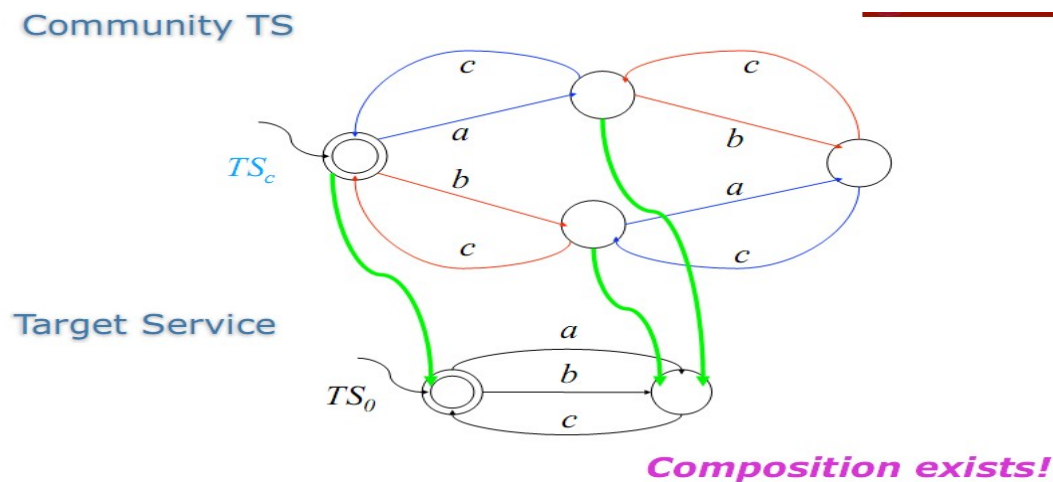 Community TS
c
c
a
b
TS_c
b
a
c
c
Target Service
a
TS_0
b
c
Composition exists!